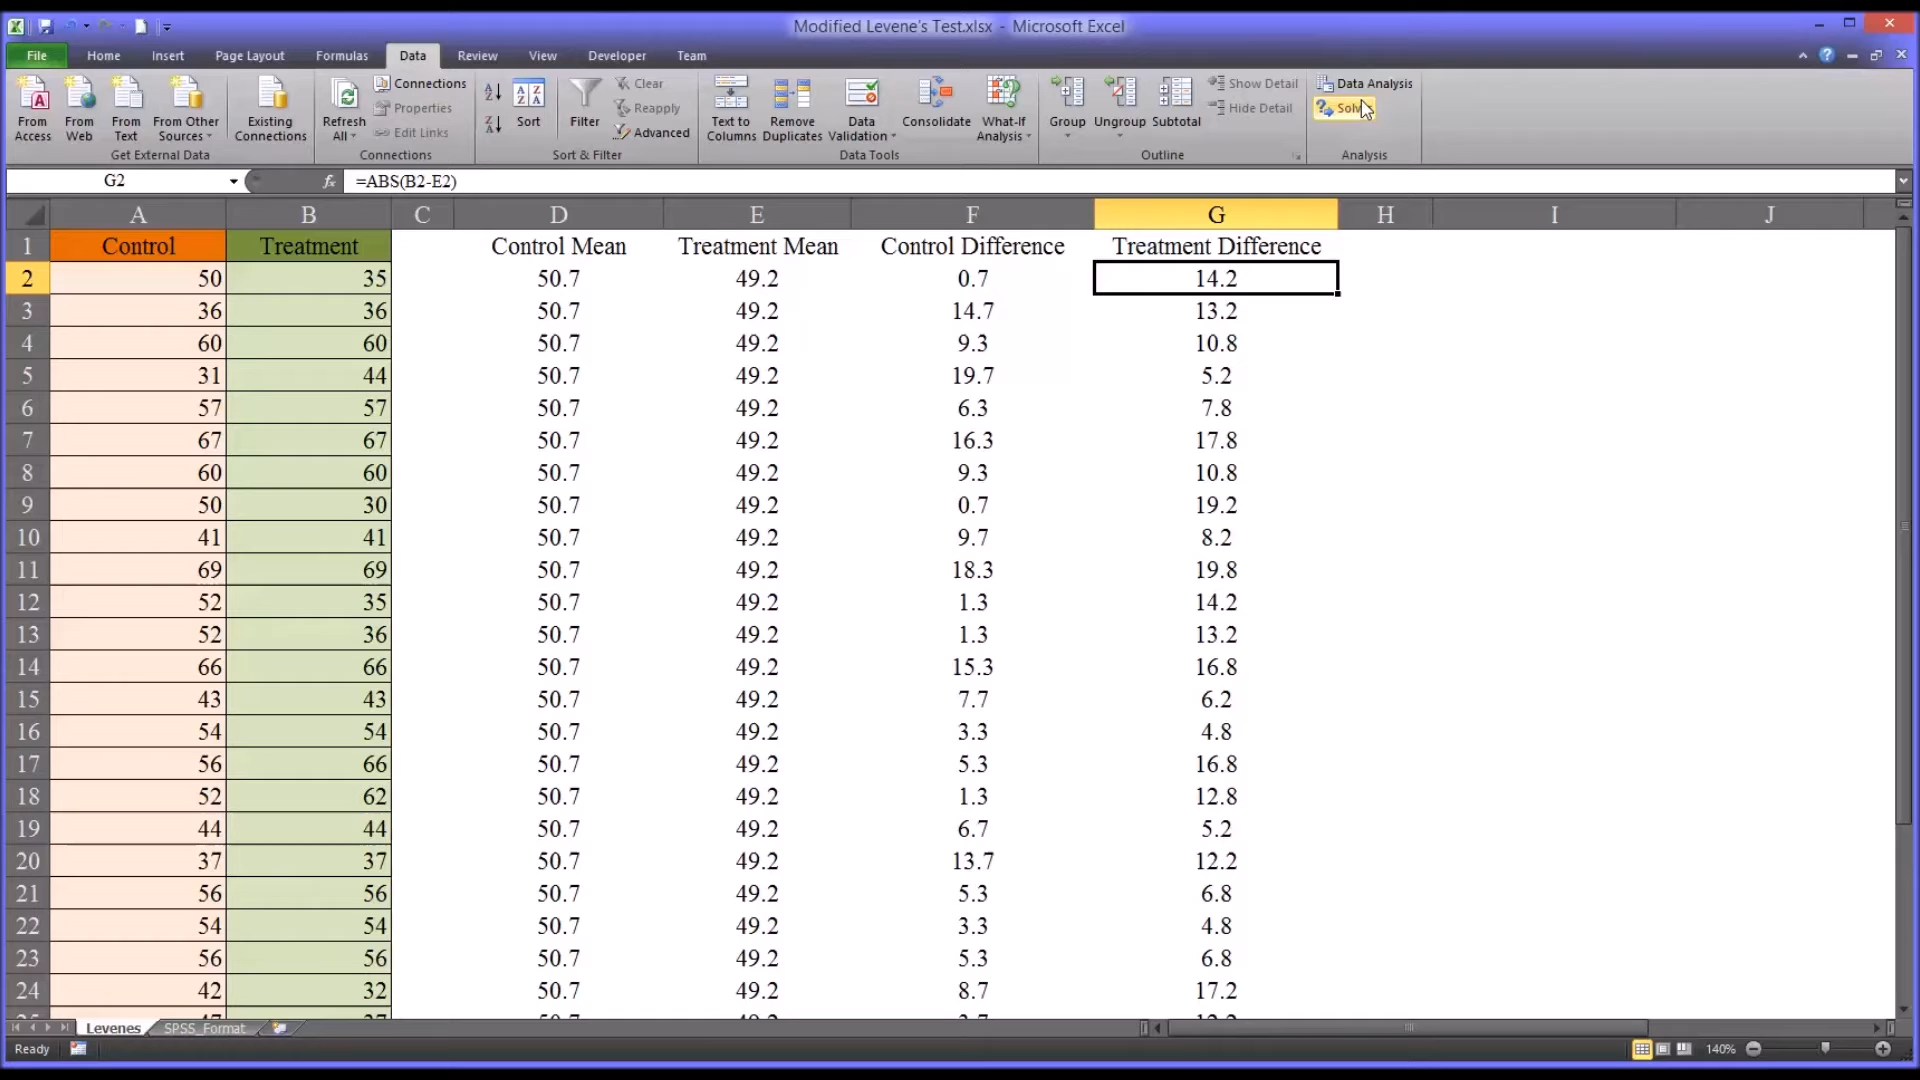 Modified Levene's Test.xlsx - Microsoft Excel
File Home Insert Page Layout Formulas Data Review View Developer Team
From Access From Web From Text From Other Sources Existing Connections Refresh All Connections Properties Edit Links Sort Filter Clear Reapply Advanced Text to Columns Remove Duplicates Data Validation Consolidate What-If Analysis Group Ungroup Subtotal Show Detail Hide Detail Data Analysis
Get External Data Connections Sort & Filter Data Tools Outline Analysis
G2 fx =ABS(B2-E2)
A B C D E F G H I J
1 Control Treatment Control Mean Treatment Mean Control Difference Treatment Difference
2 50 35 50.7 49.2 0.7 14.2
3 36 36 50.7 49.2 14.7 13.2
4 60 60 50.7 49.2 9.3 10.8
5 31 44 50.7 49.2 19.7 5.2
6 57 57 50.7 49.2 6.3 7.8
7 67 67 50.7 49.2 16.3 17.8
8 60 60 50.7 49.2 9.3 10.8
9 50 30 50.7 49.2 0.7 19.2
10 41 41 50.7 49.2 9.7 8.2
11 69 69 50.7 49.2 18.3 19.8
12 52 35 50.7 49.2 1.3 14.2
13 52 36 50.7 49.2 1.3 13.2
14 66 66 50.7 49.2 15.3 16.8
15 43 43 50.7 49.2 7.7 6.2
16 54 54 50.7 49.2 3.3 4.8
17 56 66 50.7 49.2 5.3 16.8
18 52 62 50.7 49.2 1.3 12.8
19 44 44 50.7 49.2 6.7 5.2
20 37 37 50.7 49.2 13.7 12.2
21 56 56 50.7 49.2 5.3 6.8
22 54 54 50.7 49.2 3.3 4.8
23 56 56 50.7 49.2 5.3 6.8
24 42 32 50.7 49.2 8.7 17.2
Levenes SPSS_Format
Ready 140%